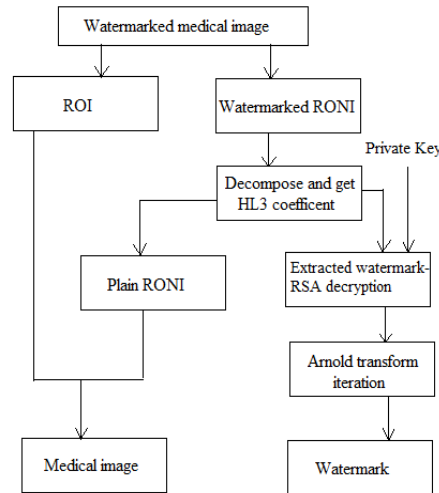 Watermarked medical image
ROI
Watermarked RONI
Private Key
Decompose and get
HL3 coefficent
Plain RONI
Extracted watermark-
RSA decryption
Arnold transform
iteration
Medical image
Watermark